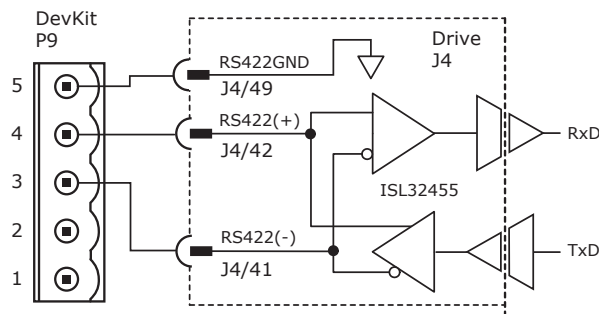 DevKit
P9
Drive
J4
5
RS422GND
J4/49
4
RS422(+)
J4/42
RxD
3
ISL32455
2
RS422(-)
TxD
1
J4/41